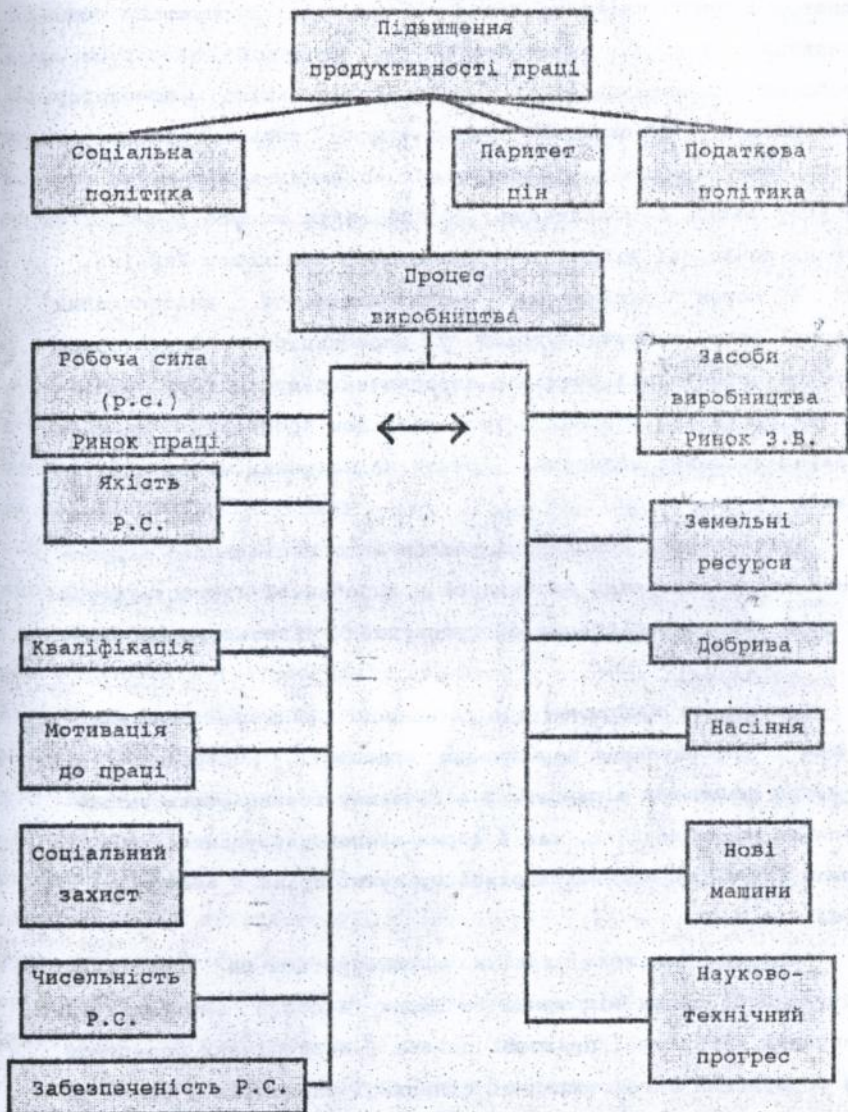 Підвищення
продуктивності праці
Соціальна
політика
Паритет
цін
Податкова
політика
Процес
виробництва
Робоча сила
(р.с.)
Ринок праці
Засоби
виробництва
Ринок З.В.
Якість
Р.С.
Земельні
ресурси
Кваліфікація
Добрива
Мотивація
до праці
Насіння
Соціальний
захист
Нові
машини
Чисельність
Р.С.
Науково-
технічний
прогрес
Забезпеченість Р.С.